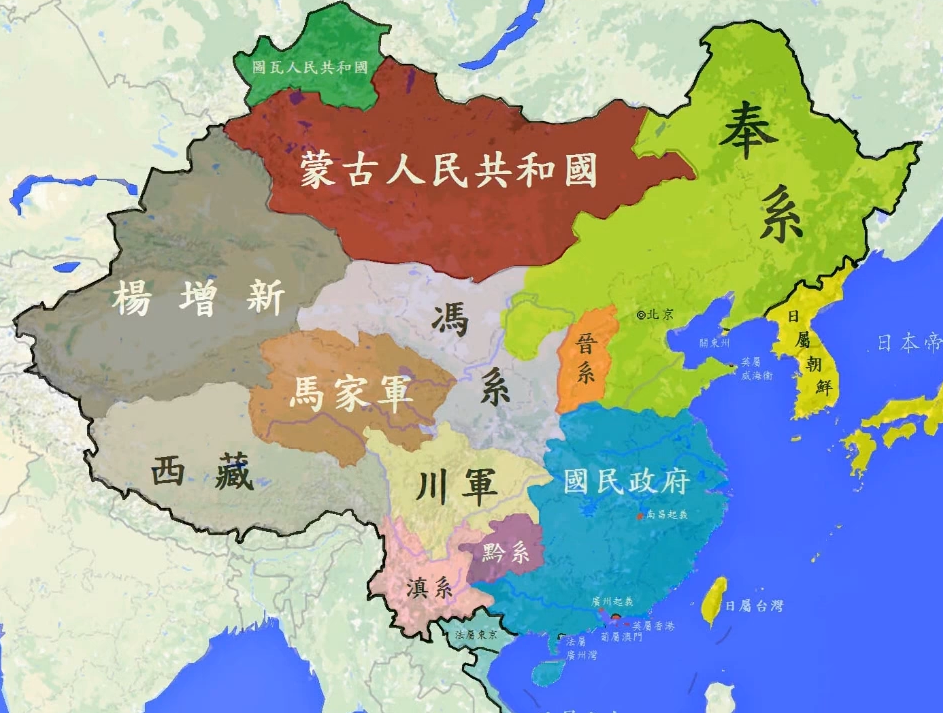 圖瓦人民共和國
蒙古人民共和國
奉系
楊增新
馮系
晉系
北京
關東州
英屬
威海衛
日屬朝鮮
日本帝
馬家軍
西藏
川軍
國民政府
南昌起義
黔系
滇系
廣州起義
英屬香港
葡屬澳門
法屬
廣州灣
法屬東京
日屬台灣